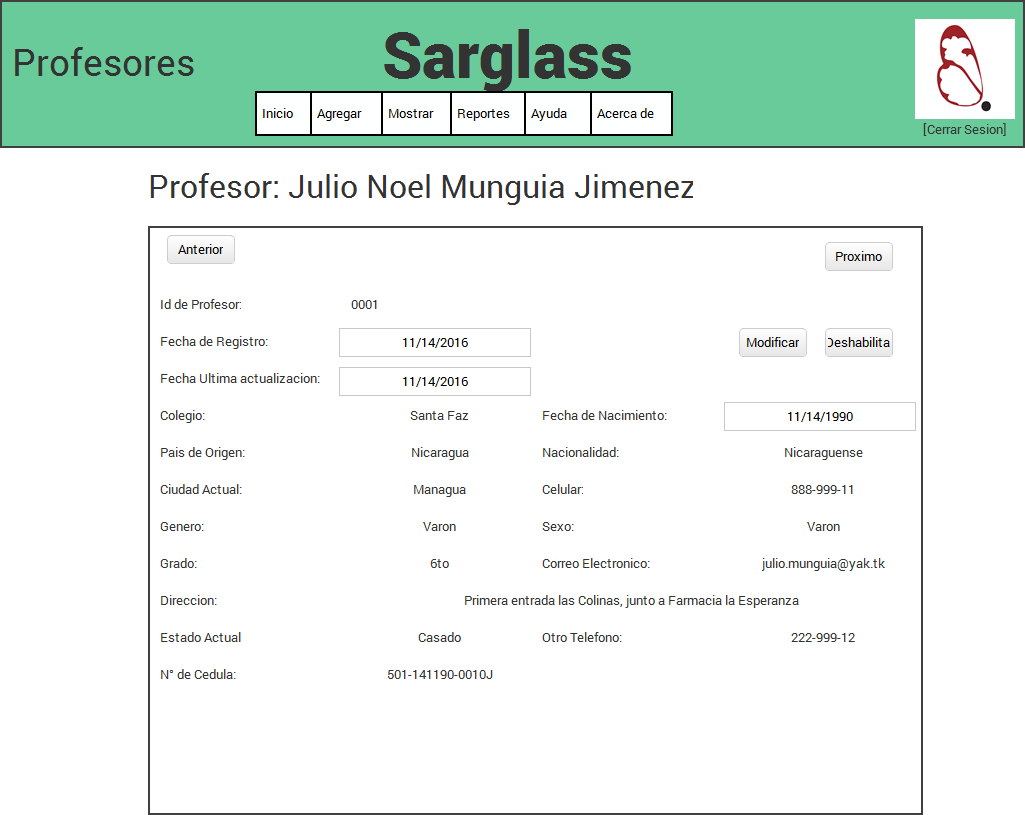 Profesores
Sarglass
Inicio Agregar Mostrar Reportes Ayuda Acerca de
[Cerrar Sesion]
Profesor: Julio Noel Munguia Jimenez
Anterior
Proximo
Id de Profesor: 0001
Fecha de Registro: 11/14/2016 Modificar Deshabilita
Fecha Ultima actualizacion: 11/14/2016
Colegio: Santa Faz Fecha de Nacimiento: 11/14/1990
Pais de Origen: Nicaragua Nacionalidad: Nicaraguense
Ciudad Actual: Managua Celular: 888-999-11
Genero: Varon Sexo: Varon
Grado: 6to Correo Electronico: julio.munguia@yak.tk
Direccion: Primera entrada las Colinas, junto a Farmacia la Esperanza
Estado Actual Casado Otro Telefono: 222-999-12
N° de Cedula: 501-141190-0010J